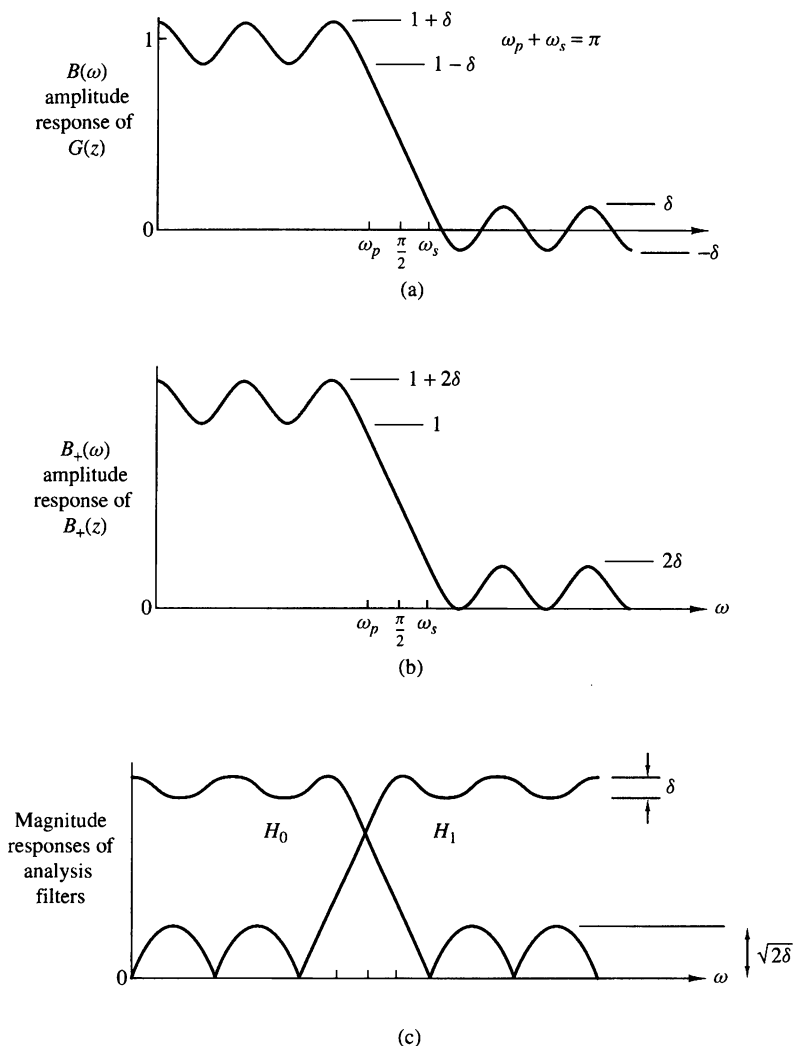 1 + δ
ω_p + ω_s = π
1
1 − δ
B(ω)
amplitude
response of
G(z)
δ
0
ω_p π/2 ω_s
−δ
(a)
1 + 2δ
1
B_+(ω)
amplitude
response of
B_+(z)
2δ
0
ω
ω_p π/2 ω_s
(b)
δ
Magnitude
responses of
analysis
filters
H_0 H_1
√2δ
0
ω
(c)